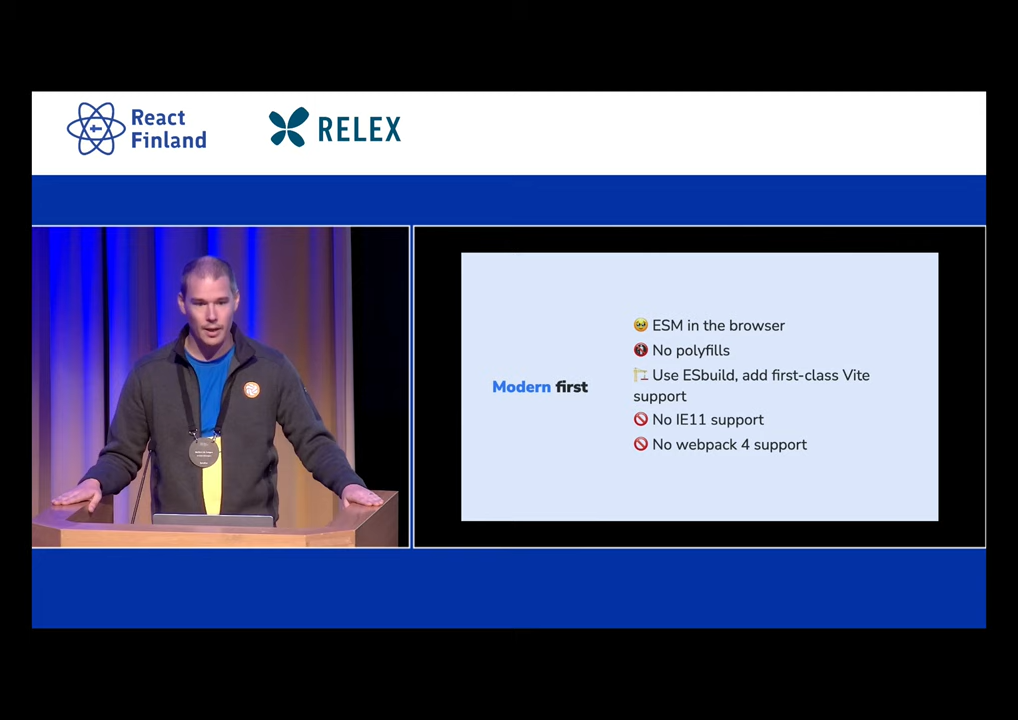 React
Finland
RELEX
Modern first
ESM in the browser
No polyfills
Use ESbuild, add first-class Vite
support
No IE11 support
No webpack 4 support